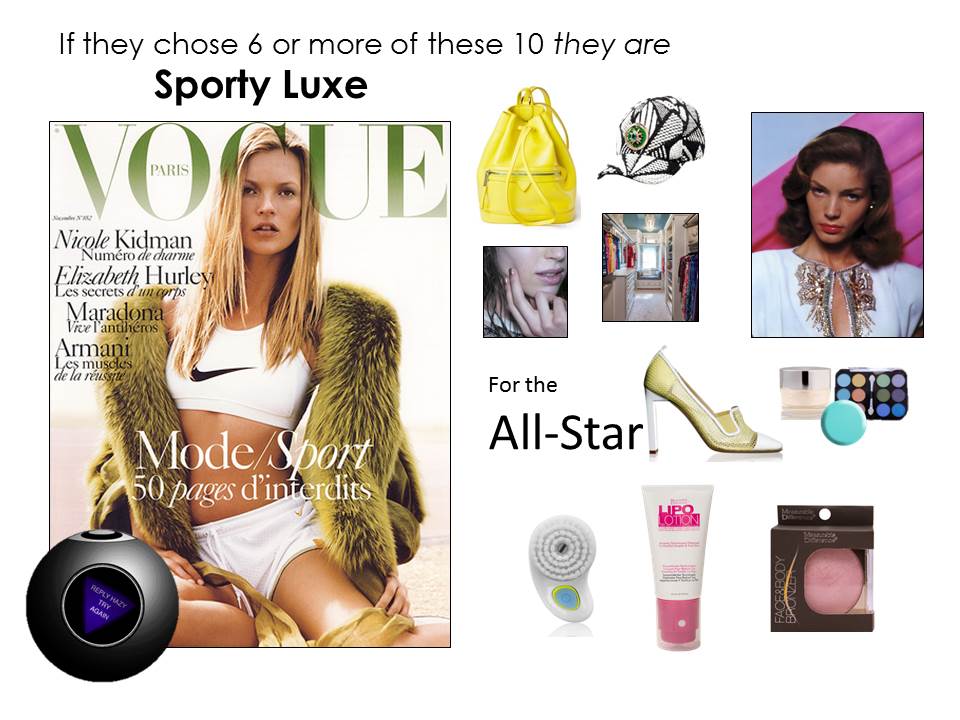 If they chose 6 or more of these 10 they are
Sporty Luxe
VOGUE
PARIS
Novembre N°852
Nicole Kidman
Numéro de charme
Elizabeth Hurley
Les secrets d'un corps
Maradona
Vive l'antihéros
Armani
Les muscles
de la réussite
Mode/Sport
50 pages d'interdits
REPLY HAZY
TRY
AGAIN
For the
All-Star
LIPO
LOTION
Measurable
Difference
Measurable
Difference
FACE&BODY
BRONZER